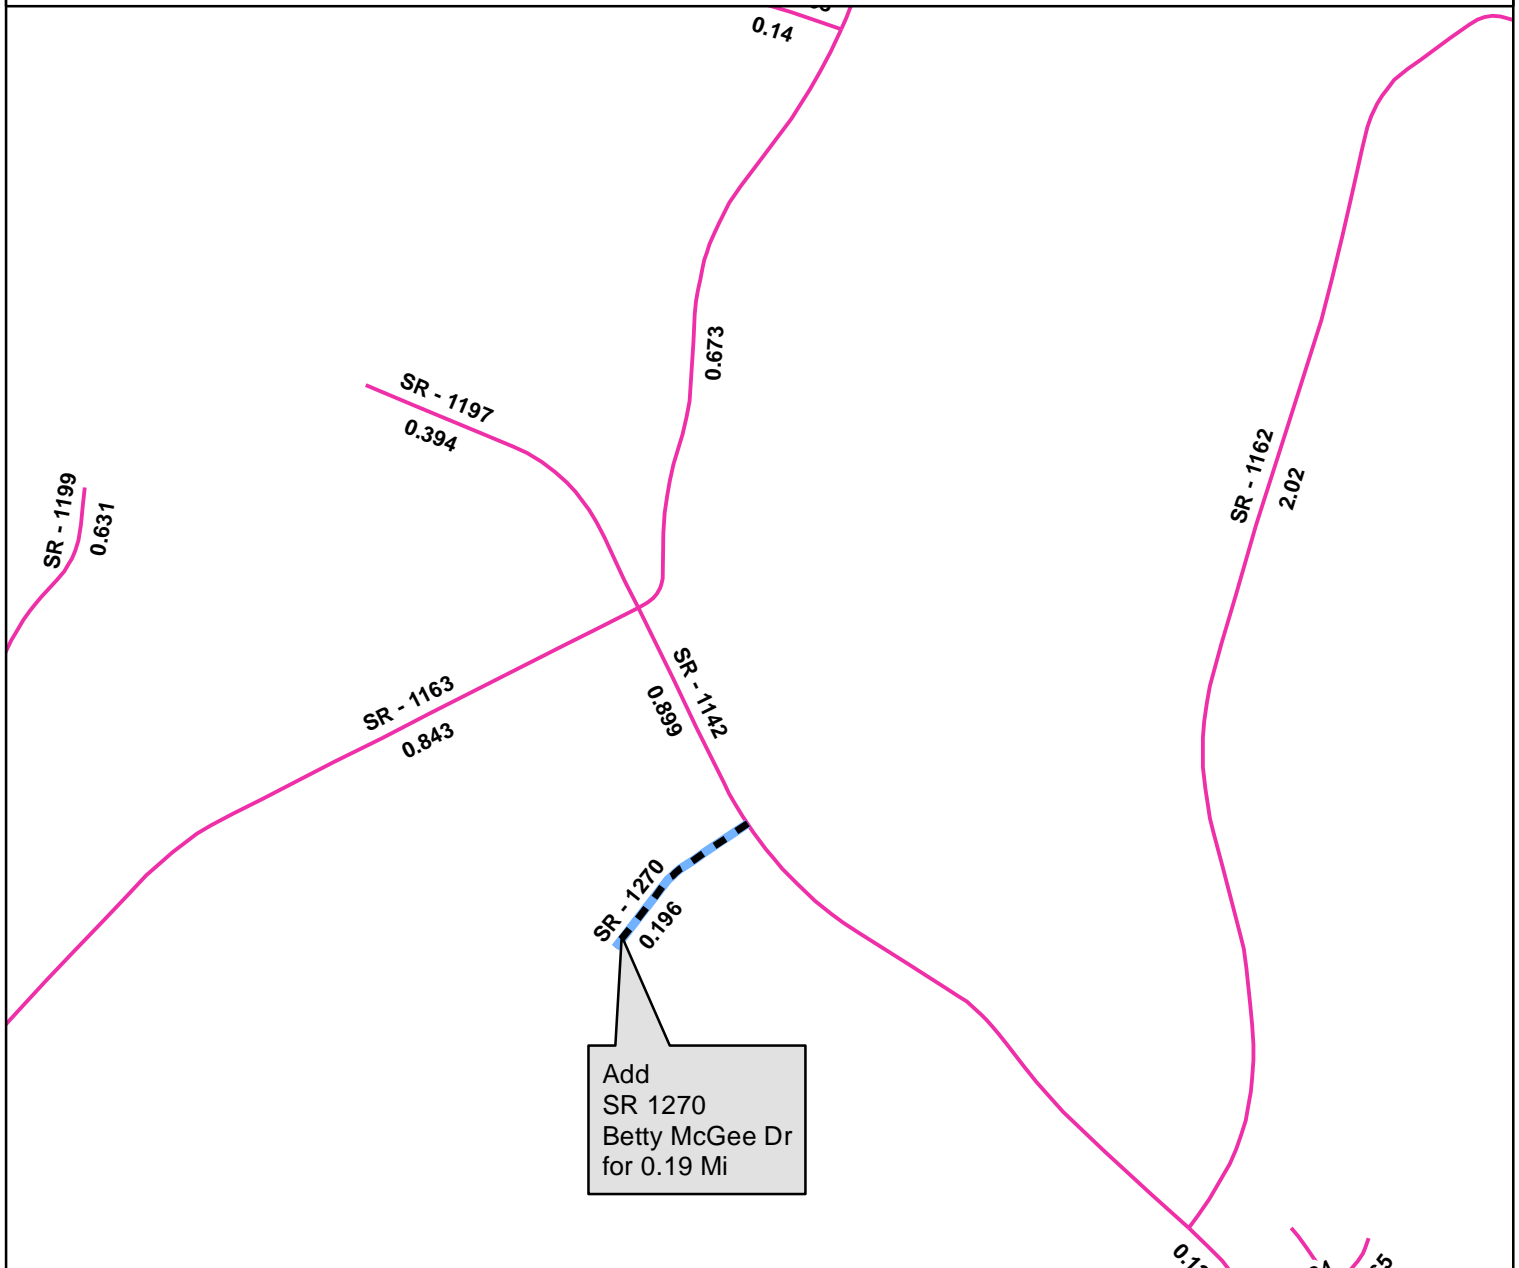 0.14
0.673
SR - 1197
0.394
SR - 1199
0.631
SR - 1162
2.02
SR - 1142
0.899
SR - 1163
0.843
SR - 1270
0.196
Add
SR 1270
Betty McGee Dr
for 0.19 Mi